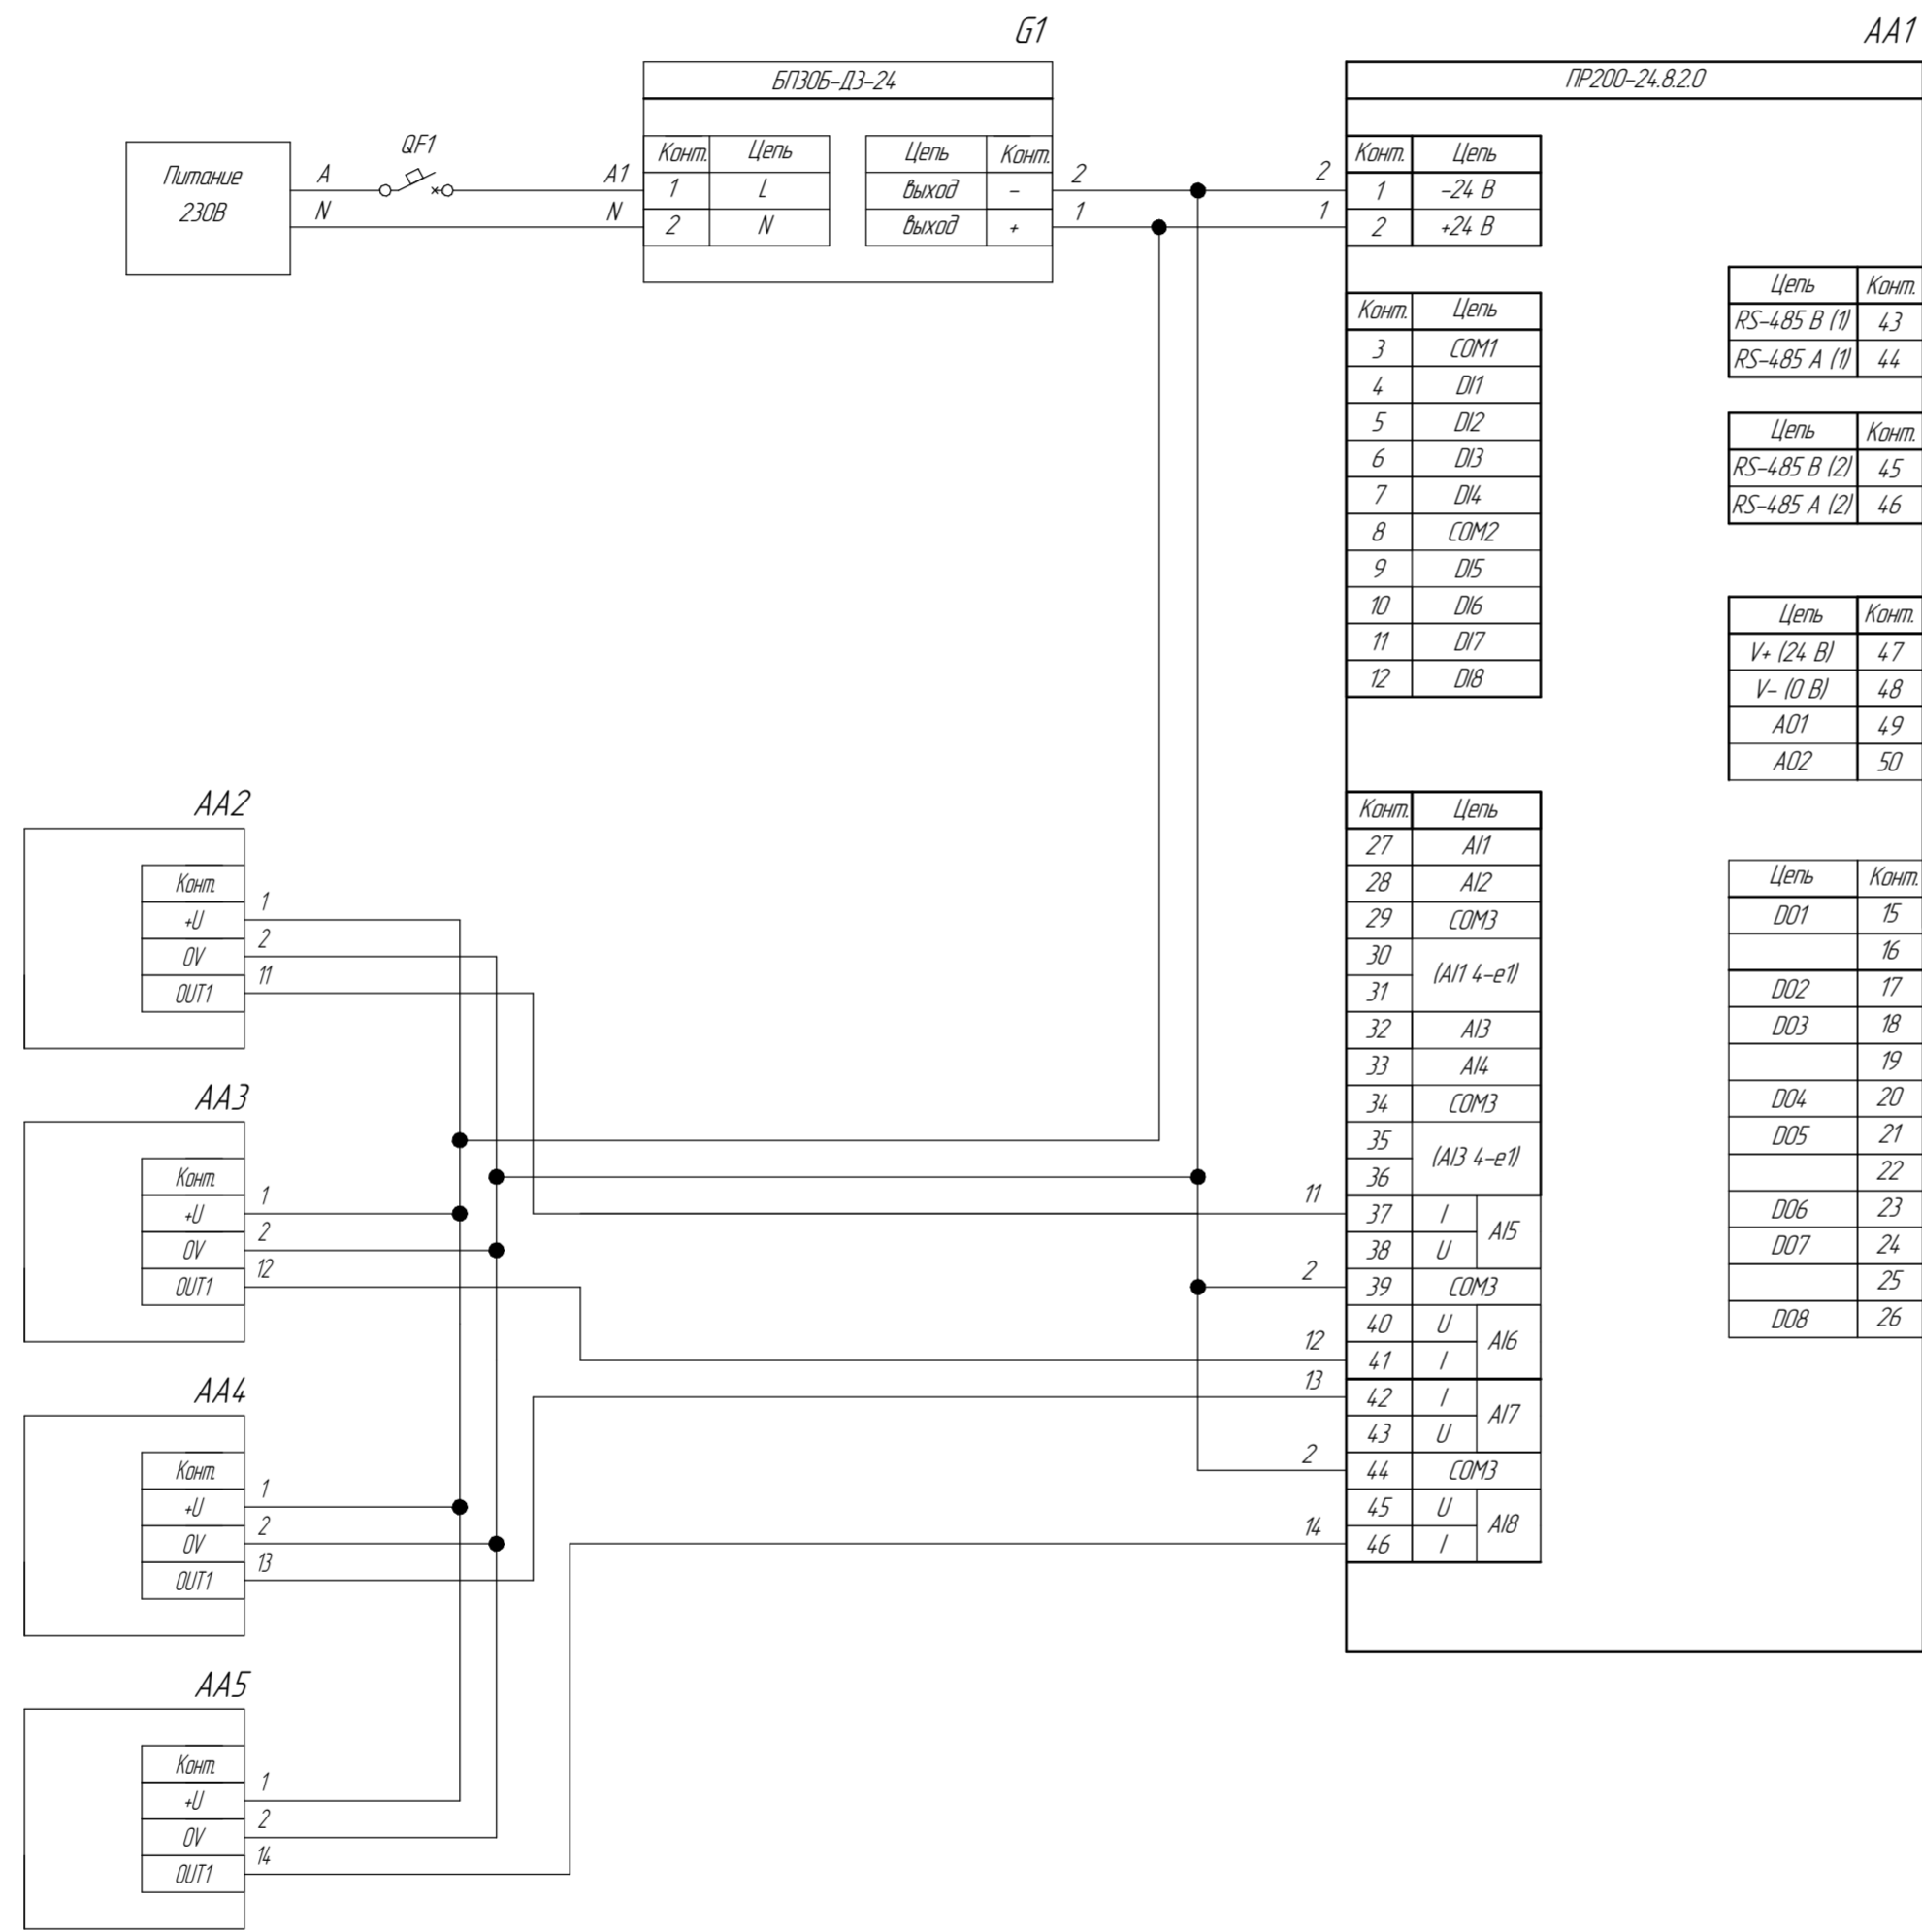 G1
AA1
БП30Б-Д3-24
ПР200-24.8.2.0
Питание
230В
A
N
QF1
A1
N
Конт. Цепь
1 L
2 N
Цепь Конт.
выход -
выход +
2
1
2
1
Конт. Цепь
1 -24 В
2 +24 В
Конт. Цепь
3 COM1
4 DI1
5 DI2
6 DI3
7 DI4
8 COM2
9 DI5
10 DI6
11 DI7
12 DI8
Цепь Конт.
RS-485 B (1) 43
RS-485 A (1) 44
Цепь Конт.
RS-485 B (2) 45
RS-485 A (2) 46
Цепь Конт.
V+ (24 В) 47
V- (0 В) 48
AO1 49
AO2 50
Конт. Цепь
27 AI1
28 AI2
29 COM3
30 (AI1 4-е1)
31
32 AI3
33 AI4
34 COM3
35 (AI3 4-е1)
36
11 37 I AI5
38 U
2 39 COM3
40 U AI6
12 41 I
13 42 I AI7
43 U
2 44 COM3
45 U AI8
14 46 I
Цепь Конт.
DO1 15
16
DO2 17
DO3 18
19
DO4 20
DO5 21
22
DO6 23
DO7 24
25
DO8 26
AA2
Конт.
+U 1
0V 2
OUT1 11
AA3
Конт.
+U 1
0V 2
OUT1 12
AA4
Конт.
+U 1
0V 2
OUT1 13
AA5
Конт.
+U 1
0V 2
OUT1 14